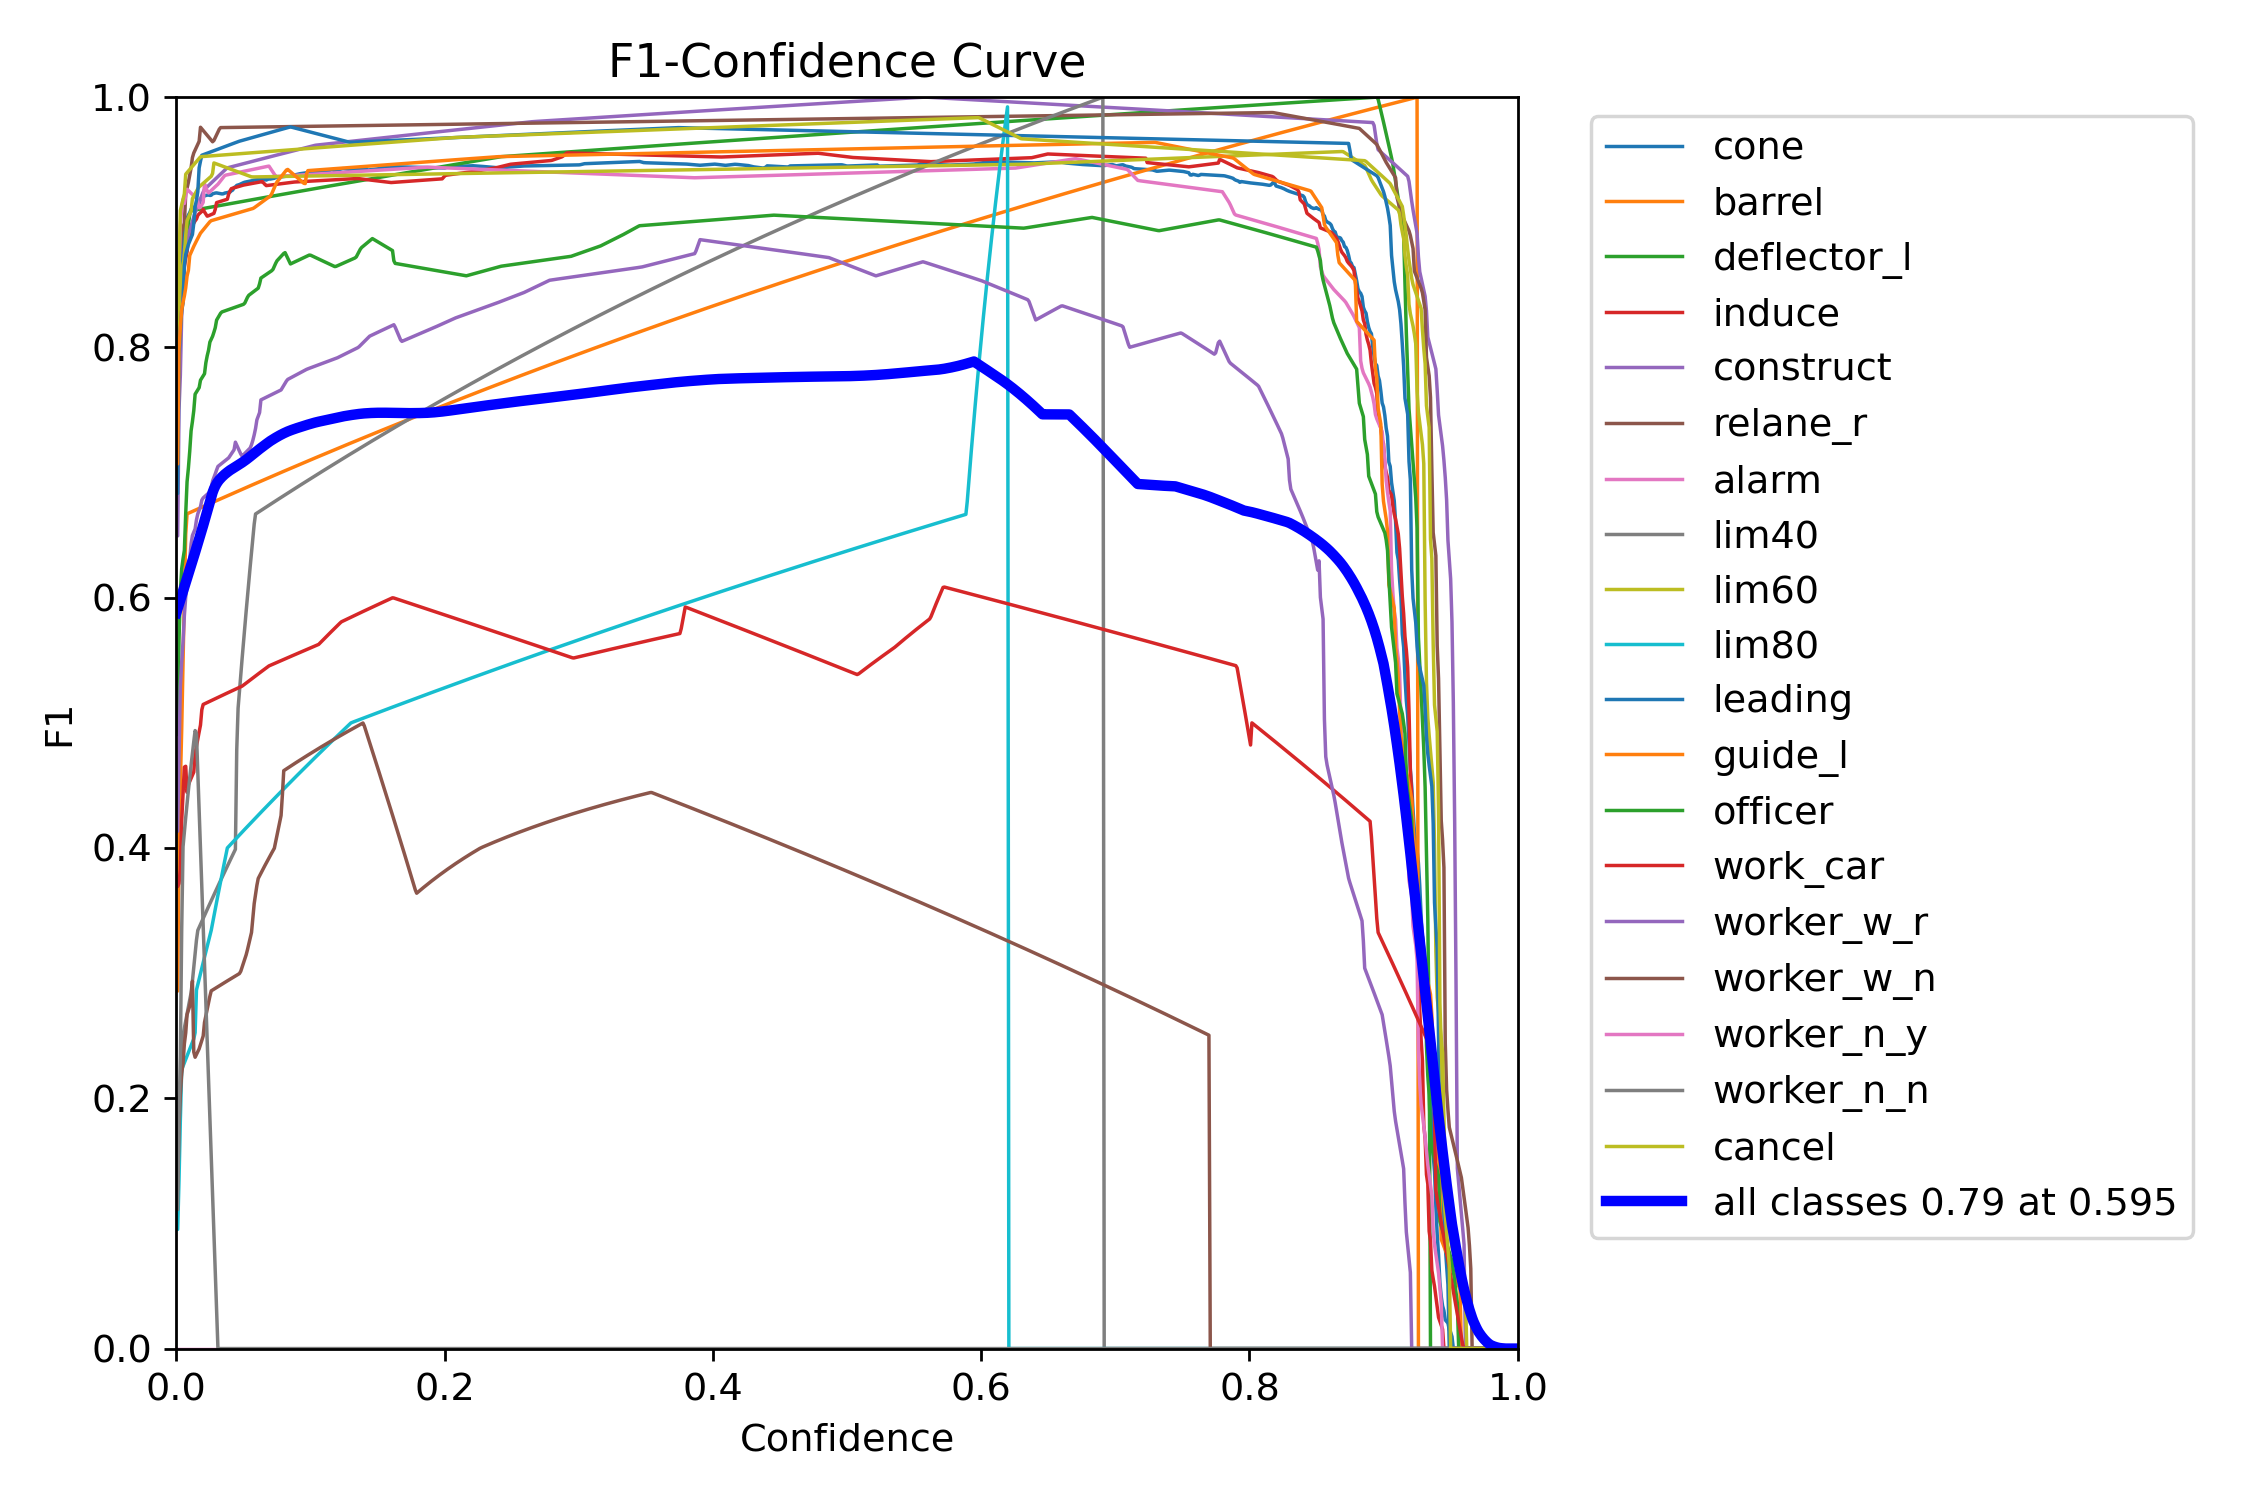 F1-Confidence Curve
1.0
0.8
0.6
0.4
0.2
0.0
F1
0.0 0.2 0.4 0.6 0.8 1.0
Confidence
cone
barrel
deflector_l
induce
construct
relane_r
alarm
lim40
lim60
lim80
leading
guide_l
officer
work_car
worker_w_r
worker_w_n
worker_n_y
worker_n_n
cancel
all classes 0.79 at 0.595